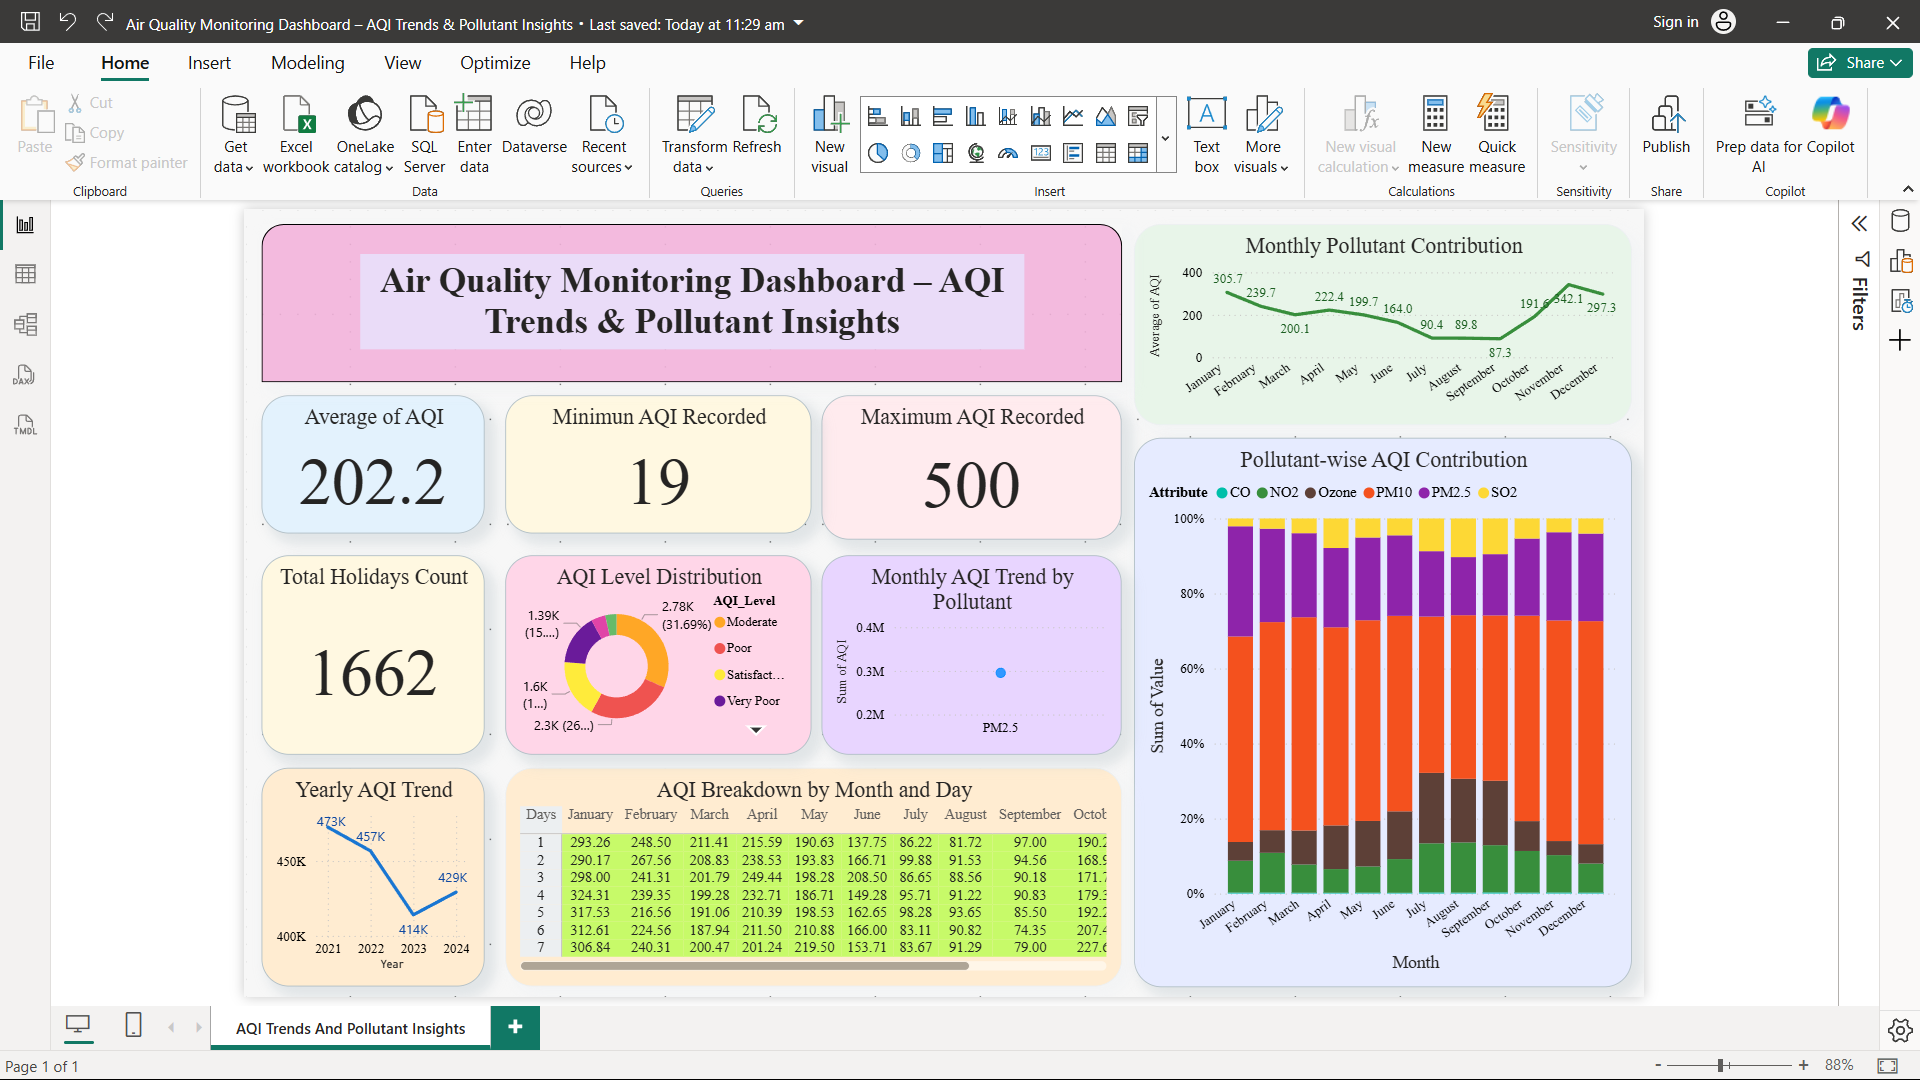 Air Quality Monitoring Dashboard – AQI Trends & Pollutant Insights • Last saved: Today at 11:29 am
Sign in
File
Home
Insert
Modeling
View
Optimize
Help
Share
Paste
Cut
Copy
Format painter
Clipboard
Get data
Excel workbook
OneLake catalog
SQL Server
Enter data
Dataverse
Recent sources
Data
Transform data
Refresh
Queries
New visual
Text box
More visuals
Insert
New visual calculation
New measure
Quick measure
Calculations
Sensitivity
Sensitivity
Publish
Share
Prep data for AI
Copilot
Copilot
DAX
TMDL
Filters
Air Quality Monitoring Dashboard – AQI
Trends & Pollutant Insights
Average of AQI
202.2
Minimun AQI Recorded
19
Maximum AQI Recorded
500
Total Holidays Count
1662
AQI Level Distribution
2.78K
(31.69%)
1.39K
(15....)
1.6K
(1...)
2.3K (26...)
AQI_Level
Moderate
Poor
Satisfact...
Very Poor
Monthly AQI Trend by
Pollutant
Sum of AQI
0.4M
0.3M
0.2M
PM2.5
Yearly AQI Trend
473K
457K
450K
429K
414K
400K
2021 2022 2023 2024
Year
AQI Breakdown by Month and Day
Days January February March April May June July August September Octob
1 293.26 248.50 211.41 215.59 190.63 137.75 86.22 81.72 97.00 190.2
2 290.17 267.56 208.83 238.53 193.83 166.71 99.88 91.53 94.56 168.9
3 298.00 241.31 201.79 249.44 198.28 208.50 86.65 88.56 90.18 171.7
4 324.31 239.35 199.28 232.71 186.71 149.28 95.71 91.22 90.83 179.3
5 317.53 216.56 191.06 210.39 198.53 162.65 98.28 93.65 85.50 192.2
6 312.61 224.56 187.94 211.50 210.88 166.00 83.11 90.82 74.35 207.4
7 306.84 240.31 200.47 201.24 219.50 153.71 83.67 91.29 79.00 227.6
Monthly Pollutant Contribution
Average of AQI
400
200
0
305.7 239.7 200.1 222.4 199.7 164.0 90.4 89.8 87.3 191.6 342.1 297.3
January February March April May June July August September October November December
Pollutant-wise AQI Contribution
Attribute CO NO2 Ozone PM10 PM2.5 SO2
Sum of Value
100%
80%
60%
40%
20%
0%
January February March April May June July August September October November December
Month
AQI Trends And Pollutant Insights
Page 1 of 1
- + 88%